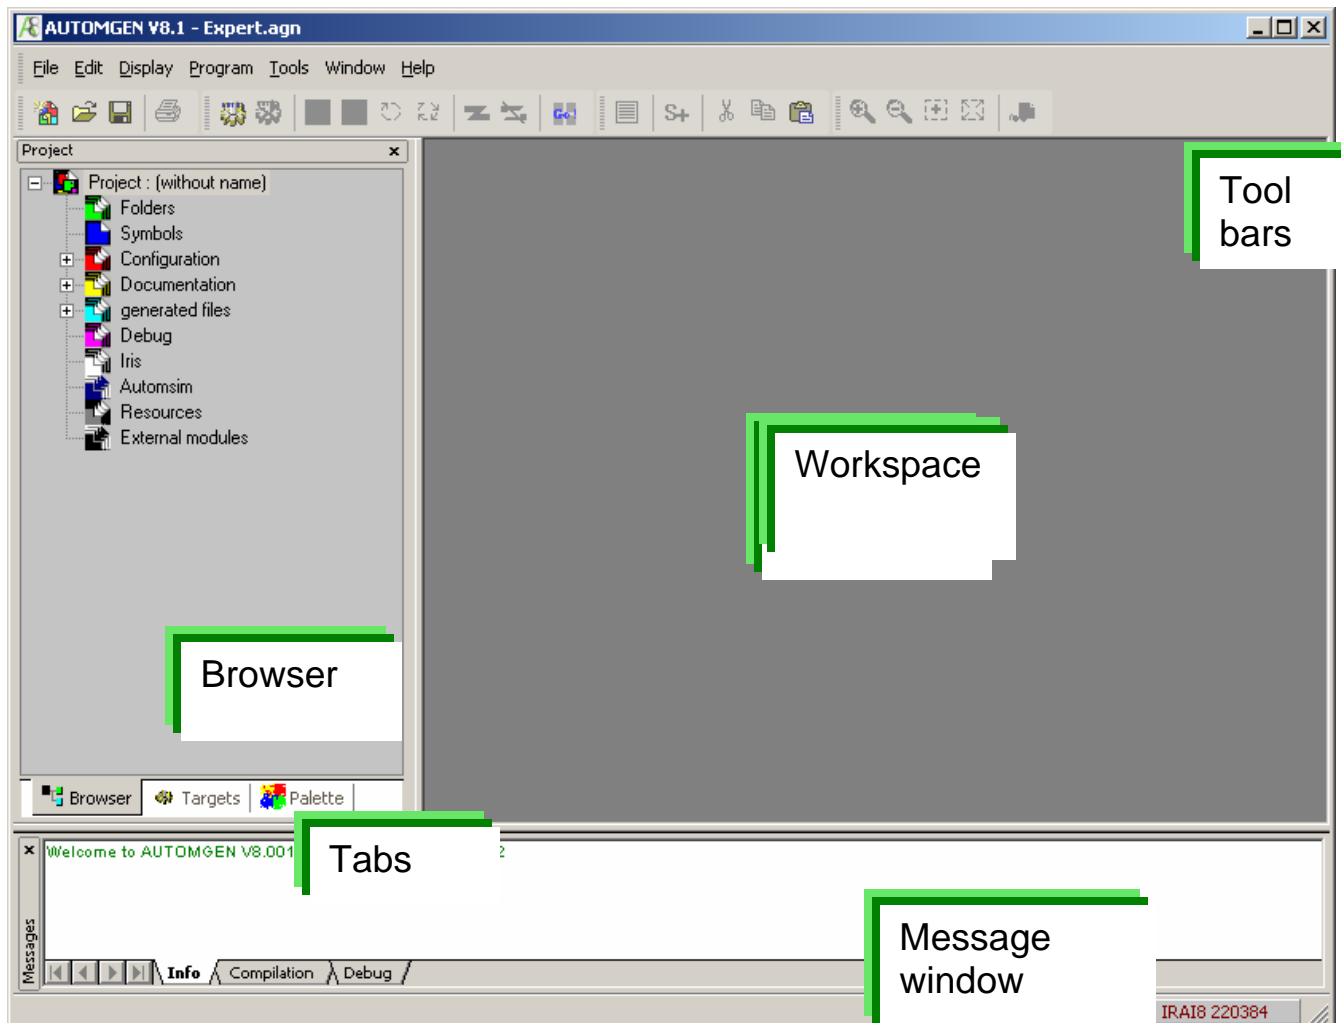 AUTOMGEN V8.1 - Expert.agn
File Edit Display Program Tools Window Help
Go!
S+
Project
Project : (without name)
Folders
Symbols
Configuration
Documentation
generated files
Debug
Iris
Automsim
Resources
External modules
Tool
bars
Workspace
Browser
Browser Targets Palette
Tabs
Welcome to AUTOMGEN V8.001
2
Messages
Message
window
Info Compilation Debug
IRAI8 220384